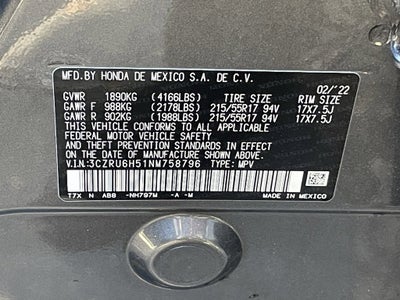 MFD.BY HONDA DE MEXICO S.A. DE C.V.
GVWR 1890KG (4166LBS) TIRE SIZE 02/'22 RIM SIZE
GAWR F 988KG (2178LBS) 215/55R17 94V 17X7.5J
GAWR R 902KG (1988LBS) 215/55R17 94V 17X7.5J
THIS VEHICLE CONFORMS TO ALL APPLICABLE
FEDERAL MOTOR VEHICLE SAFETY
AND THEFT PREVENTION STANDARDS IN EFFECT
ON THE DATE OF MANUFACTURE SHOWN ABOVE.
V.I.N:3CZRU6H51NM758796 TYPE: MPV
T7X N ABB -NH797M -A -M MADE IN MEXICO